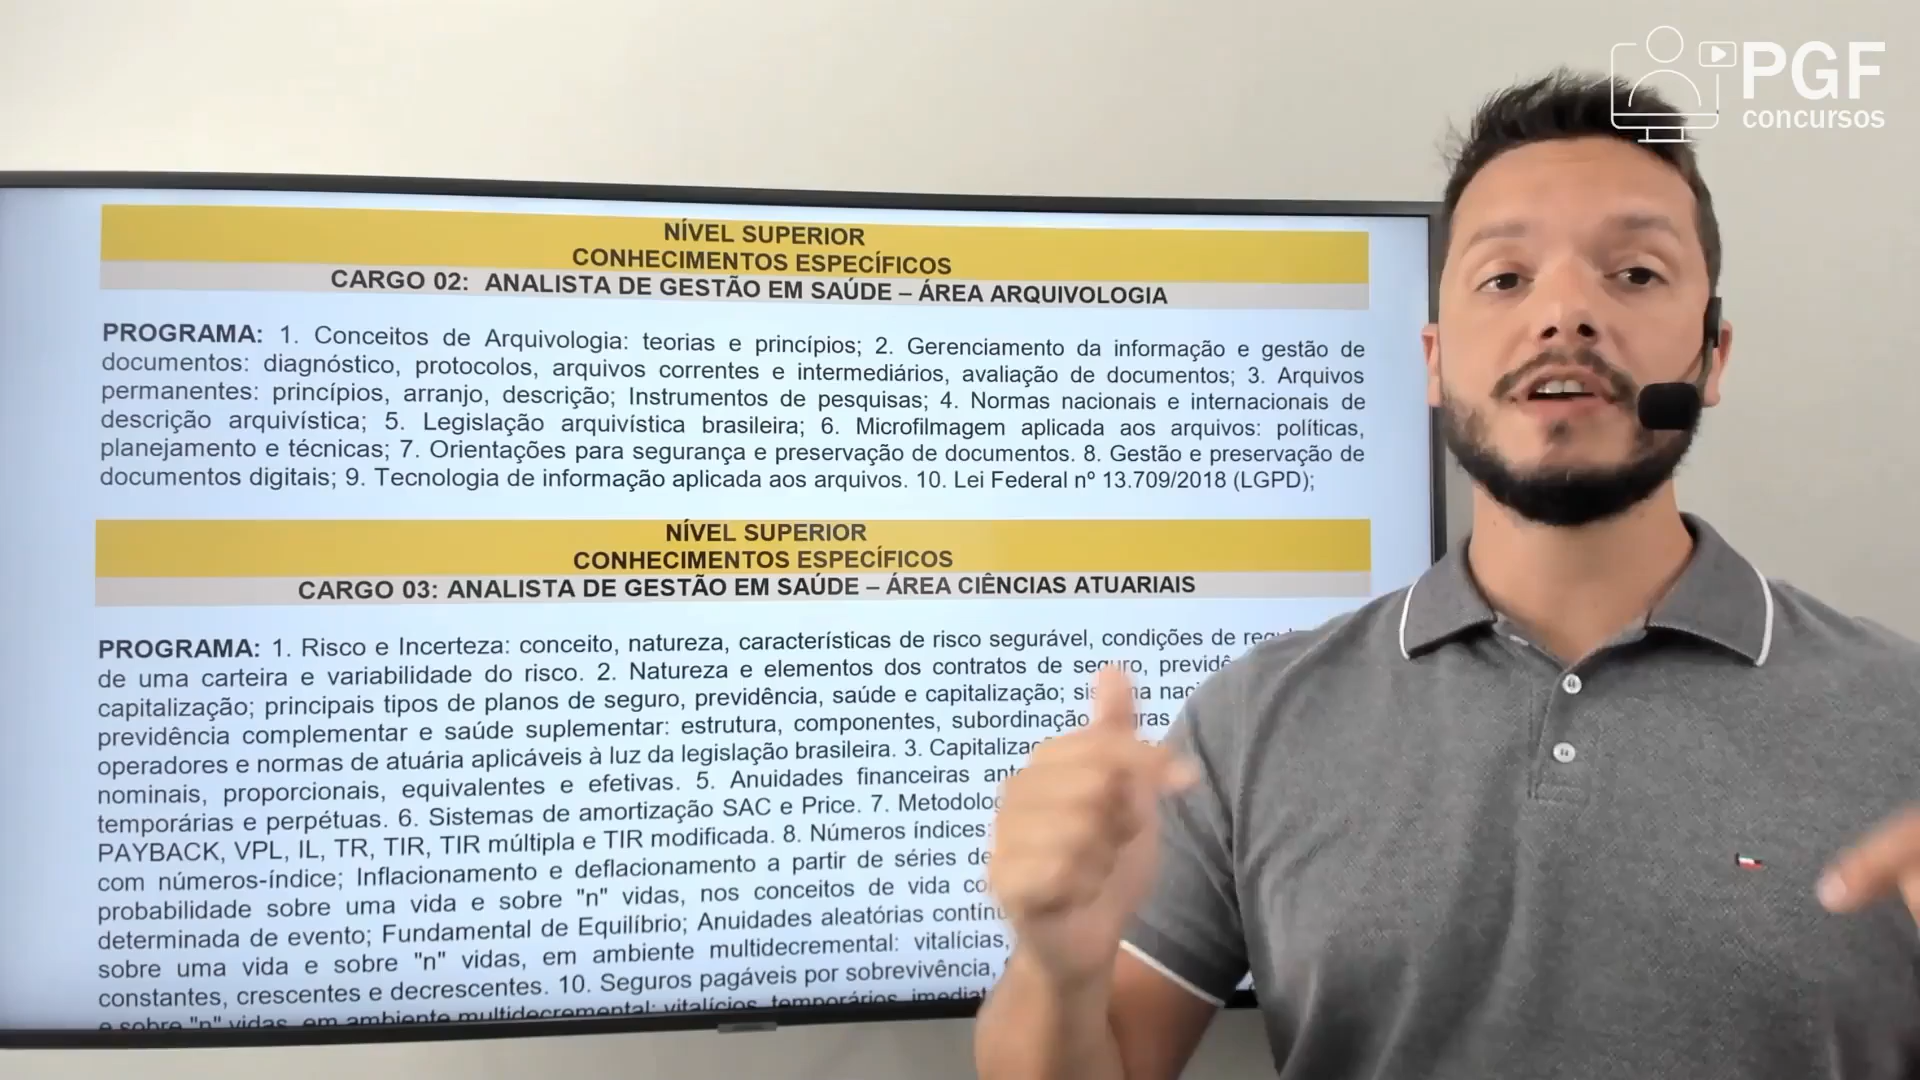 PGF
concursos
NÍVEL SUPERIOR
CONHECIMENTOS ESPECÍFICOS
CARGO 02: ANALISTA DE GESTÃO EM SAÚDE – ÁREA ARQUIVOLOGIA
PROGRAMA: 1. Conceitos de Arquivologia: teorias e princípios; 2. Gerenciamento da informação e gestão de
documentos: diagnóstico, protocolos, arquivos correntes e intermediários, avaliação de documentos; 3. Arquivos
permanentes: princípios, arranjo, descrição; Instrumentos de pesquisas; 4. Normas nacionais e internacionais de
descrição arquivística; 5. Legislação arquivística brasileira; 6. Microfilmagem aplicada aos arquivos: políticas,
planejamento e técnicas; 7. Orientações para segurança e preservação de documentos. 8. Gestão e preservação de
documentos digitais; 9. Tecnologia de informação aplicada aos arquivos. 10. Lei Federal nº 13.709/2018 (LGPD);
NÍVEL SUPERIOR
CONHECIMENTOS ESPECÍFICOS
CARGO 03: ANALISTA DE GESTÃO EM SAÚDE – ÁREA CIÊNCIAS ATUARIAIS
PROGRAMA: 1. Risco e Incerteza: conceito, natureza, características de risco segurável, condições de
de uma carteira e variabilidade do risco. 2. Natureza e elementos dos contratos de seguro,
capitalização; principais tipos de planos de seguro, previdência, saúde e capitalização;
previdência complementar e saúde suplementar: estrutura, componentes, subordinação
operadores e normas de atuária aplicáveis à luz da legislação brasileira. 3.
nominais, proporcionais, equivalentes e efetivas. 5. Anuidades financeiras
temporárias e perpétuas. 6. Sistemas de amortização SAC e Price. 7.
PAYBACK, VPL, IL, TR, TIR, TIR múltipla e TIR modificada. 8. Números índices:
com números-índice; Inflacionamento e deflacionamento a partir de séries de
probabilidade sobre uma vida e sobre "n" vidas, nos conceitos de vida
determinada de evento; Fundamental de Equilíbrio; Anuidades aleatórias
sobre uma vida e sobre "n" vidas, em ambiente multidecremental: vitalícias,
constantes, crescentes e decrescentes. 10. Seguros pagáveis por sobrevivência,
e sobre "n" vidas, em ambiente multidecremental: vitalícios, temporários,